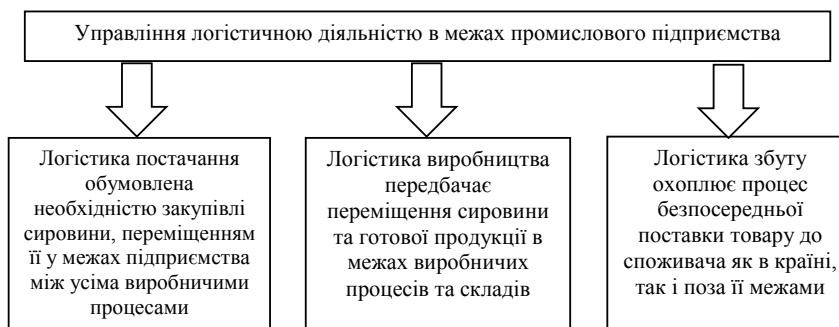 Управління логістичною діяльністю в межах промислового підприємства
Логістика постачання
обумовлена
необхідністю закупівлі
сировини, переміщенням
її у межах підприємства
між усіма виробничими
процесами
Логістика виробництва
передбачає
переміщення сировини
та готової продукції в
межах виробничих
процесів та складів
Логістика збуту
охоплює процес
безпосередньої
поставки товару до
споживача як в країні,
так і поза її межами